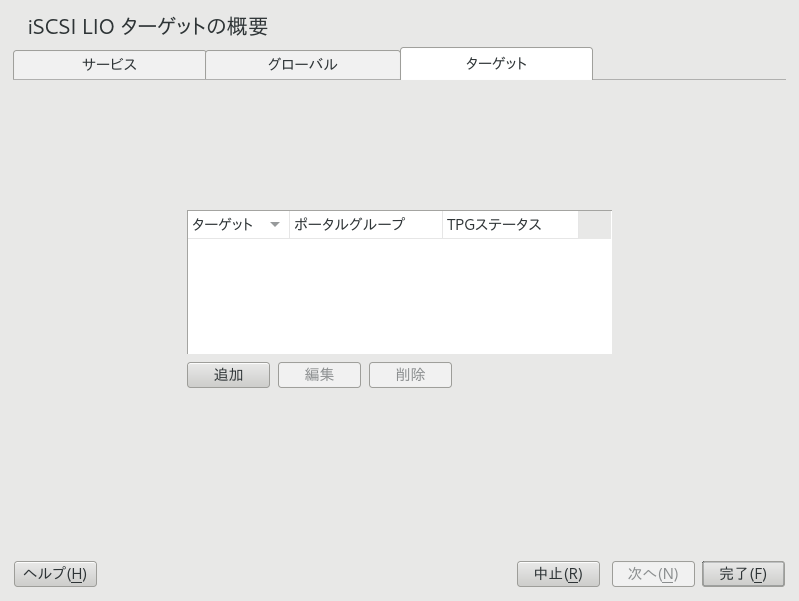 iSCSI LIO ターゲットの概要
サービス グローバル ターゲット
ターゲット ポータルグループ TPGステータス
追加 編集 削除
ヘルプ(H) 中止(R) 次へ(N) 完了(F)